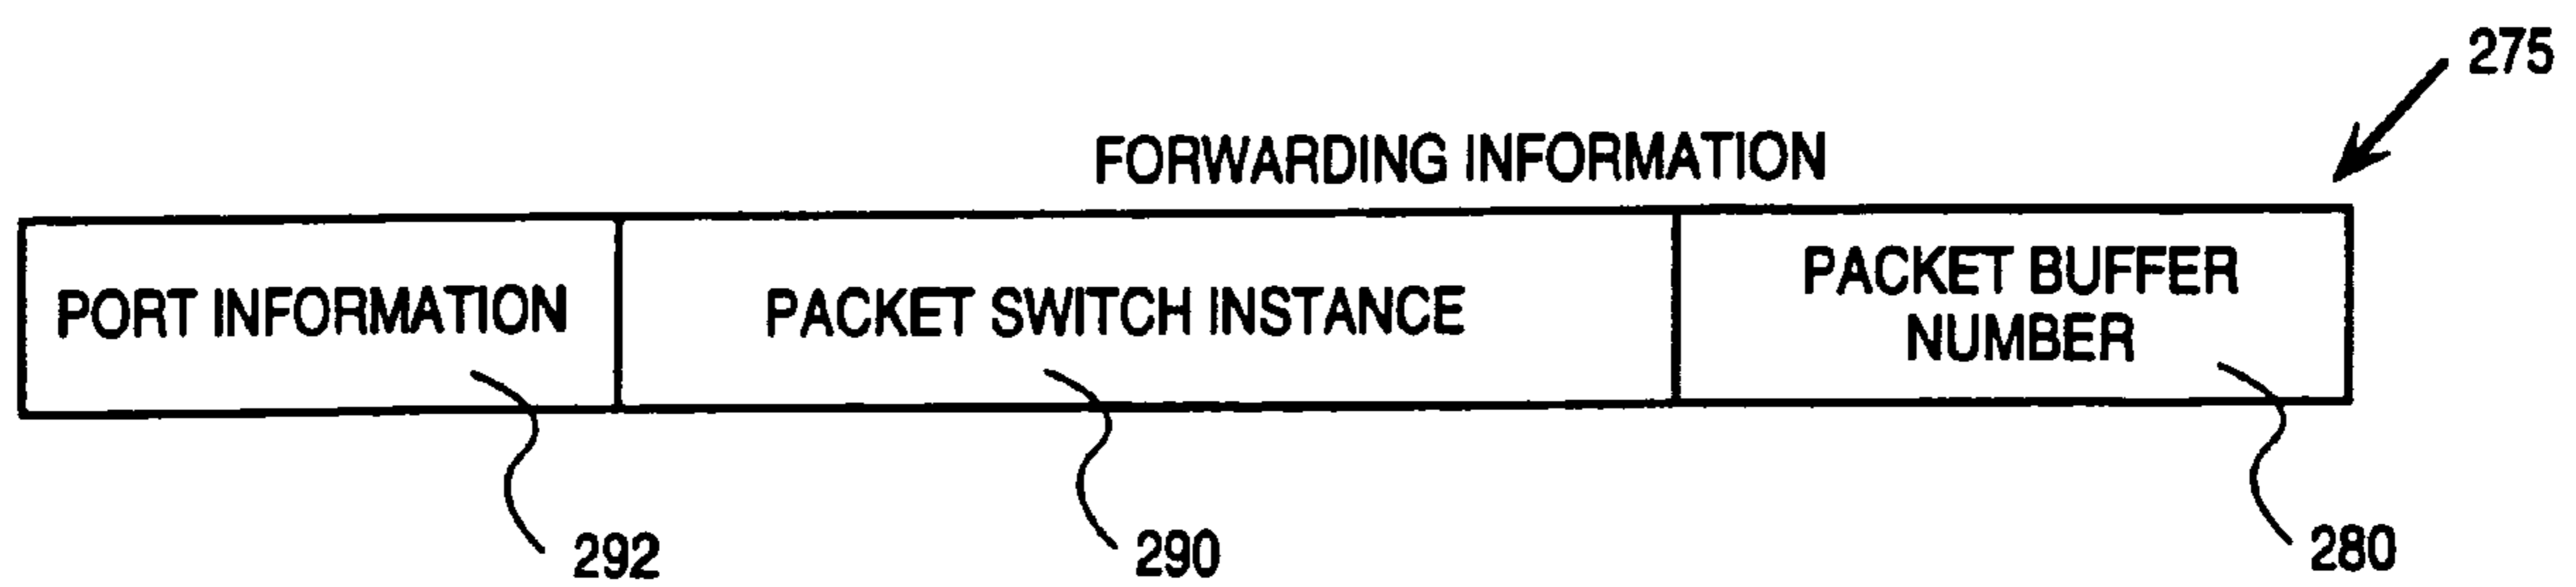 275
FORWARDING INFORMATION
PORT INFORMATION
PACKET SWITCH INSTANCE
PACKET BUFFER
NUMBER
292
290
280